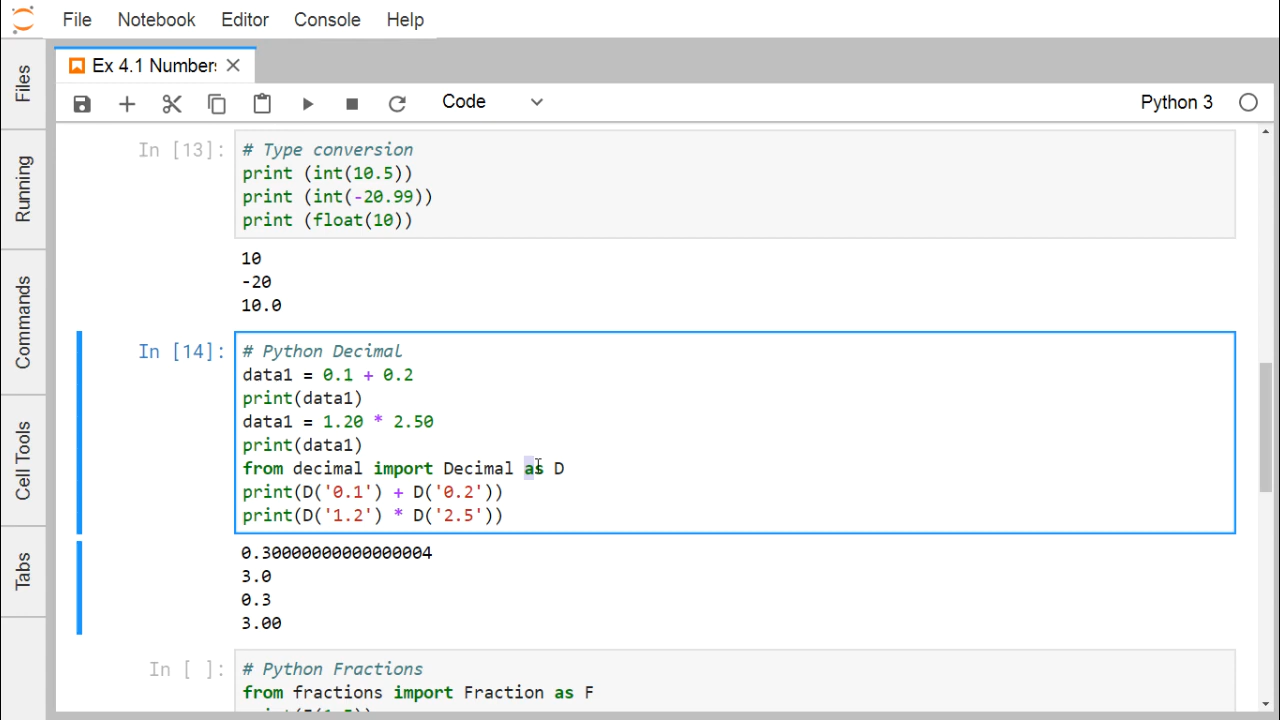 File Notebook Editor Console Help
Ex 4.1 Number
Code Python 3
Files
Running
Commands
Cell Tools
Tabs
In [13]:
# Type conversion
print (int(10.5))
print (int(-20.99))
print (float(10))
10
-20
10.0
In [14]:
# Python Decimal
data1 = 0.1 + 0.2
print(data1)
data1 = 1.20 * 2.50
print(data1)
from decimal import Decimal as D
print(D('0.1') + D('0.2'))
print(D('1.2') * D('2.5'))
0.30000000000000004
3.0
0.3
3.00
In [ ]:
# Python Fractions
from fractions import Fraction as F